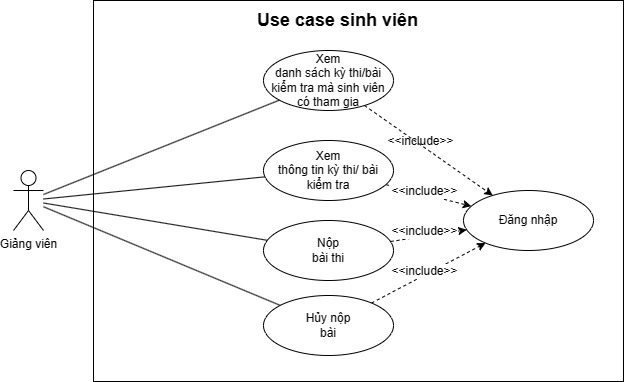 Use case sinh viên
Xem
danh sách kỳ thi/bài
kiểm tra mà sinh viên
có tham gia
<<include>>
Xem
thông tin kỳ thi/ bài
kiểm tra
<<include>>
Đăng nhập
Giảng viên
Nộp
bài thi
<<include>>
<<include>>
Hủy nộp
bài